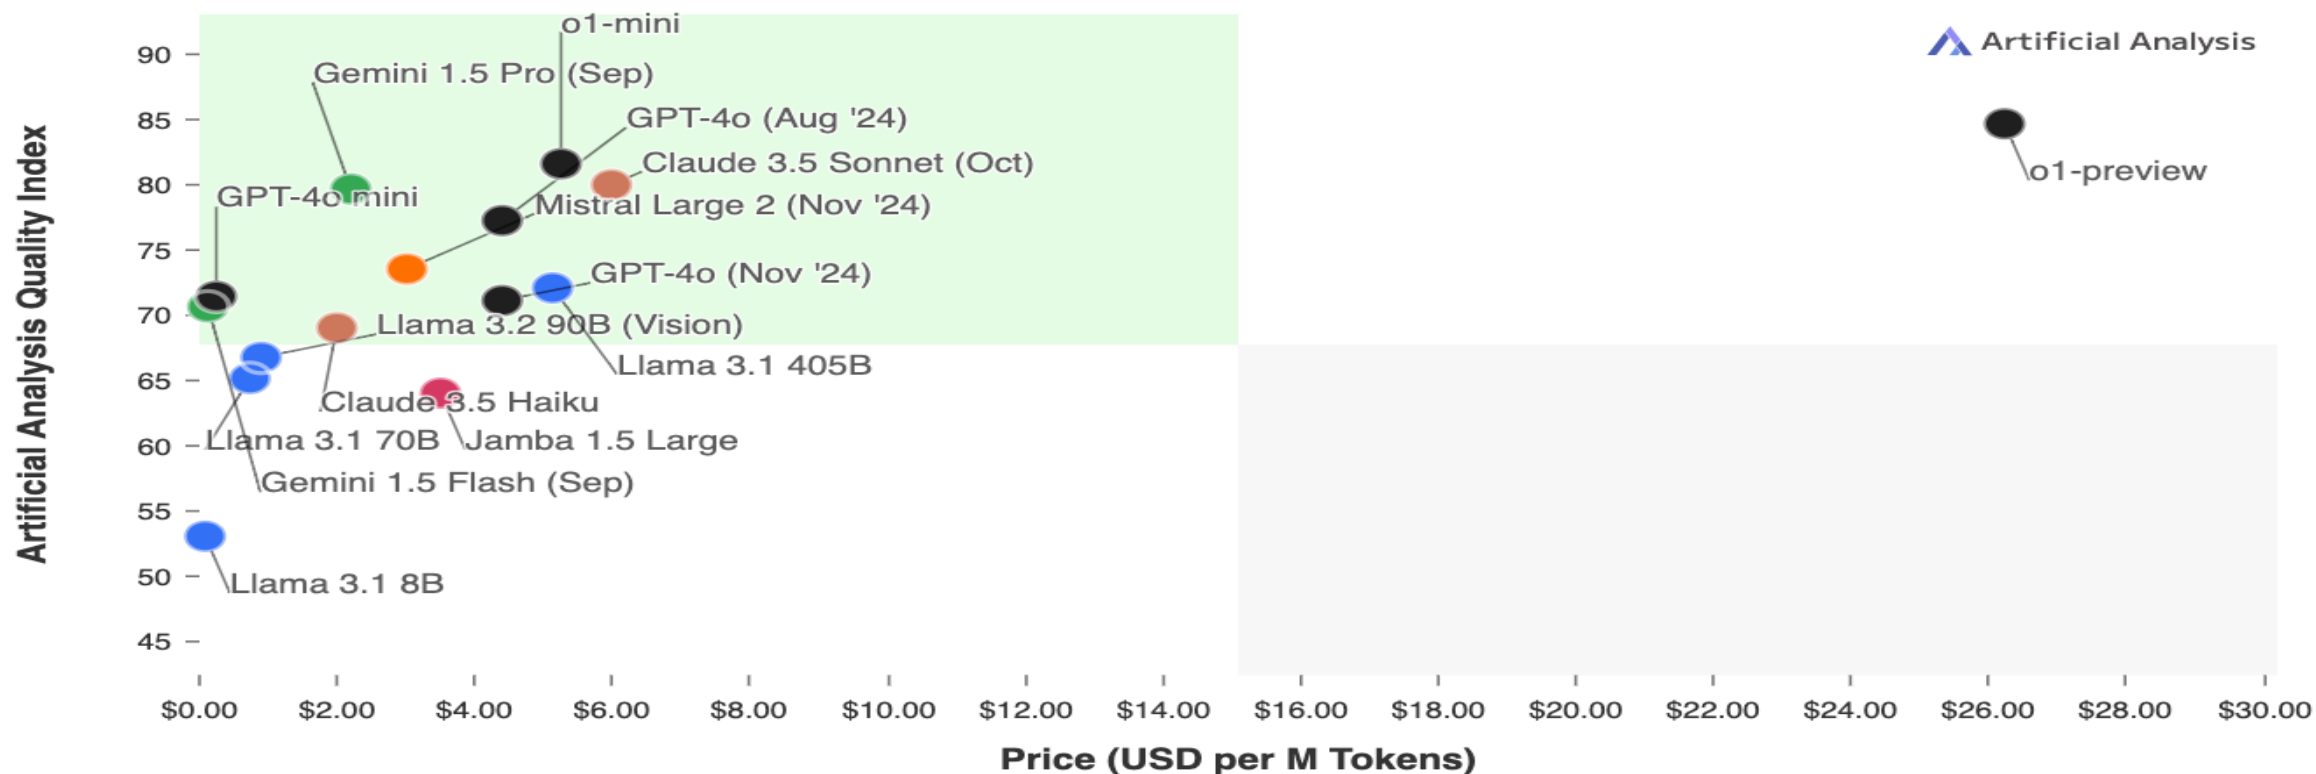 o1-mini
Artificial Analysis
Gemini 1.5 Pro (Sep)
GPT-4o (Aug '24)
Claude 3.5 Sonnet (Oct)
o1-preview
GPT-4o mini
Mistral Large 2 (Nov '24)
GPT-4o (Nov '24)
Llama 3.2 90B (Vision)
Llama 3.1 405B
Claude 3.5 Haiku
Llama 3.1 70B
Jamba 1.5 Large
Gemini 1.5 Flash (Sep)
Llama 3.1 8B
Artificial Analysis Quality Index
90
85
80
75
70
65
60
55
50
45
$0.00 $2.00 $4.00 $6.00 $8.00 $10.00 $12.00 $14.00 $16.00 $18.00 $20.00 $22.00 $24.00 $26.00 $28.00 $30.00
Price (USD per M Tokens)